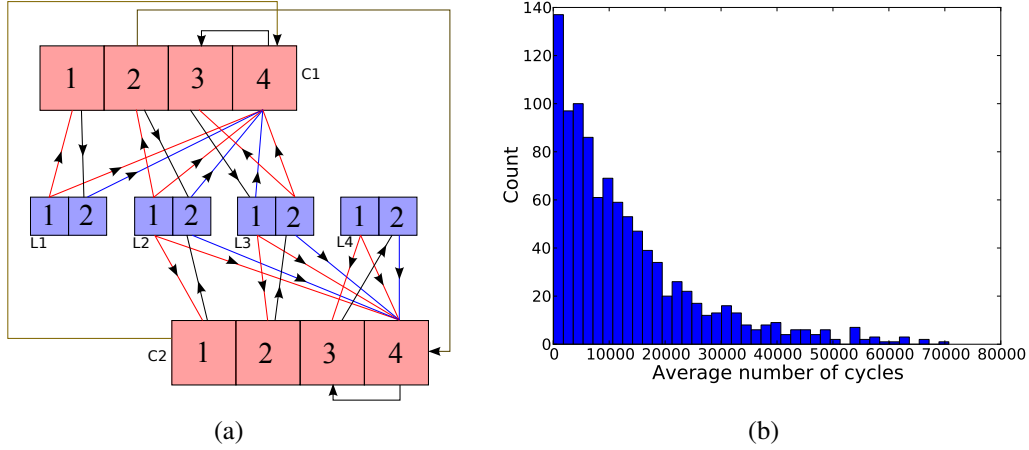 1 2 3 4 C1
1 2 1 2 1 2 1 2
L1 L2 L3 L4
C2 1 2 3 4
(a)
140
120
100
80
60
40
20
0
Count
0 10000 20000 30000 40000 50000 60000 70000 80000
Average number of cycles
(b)